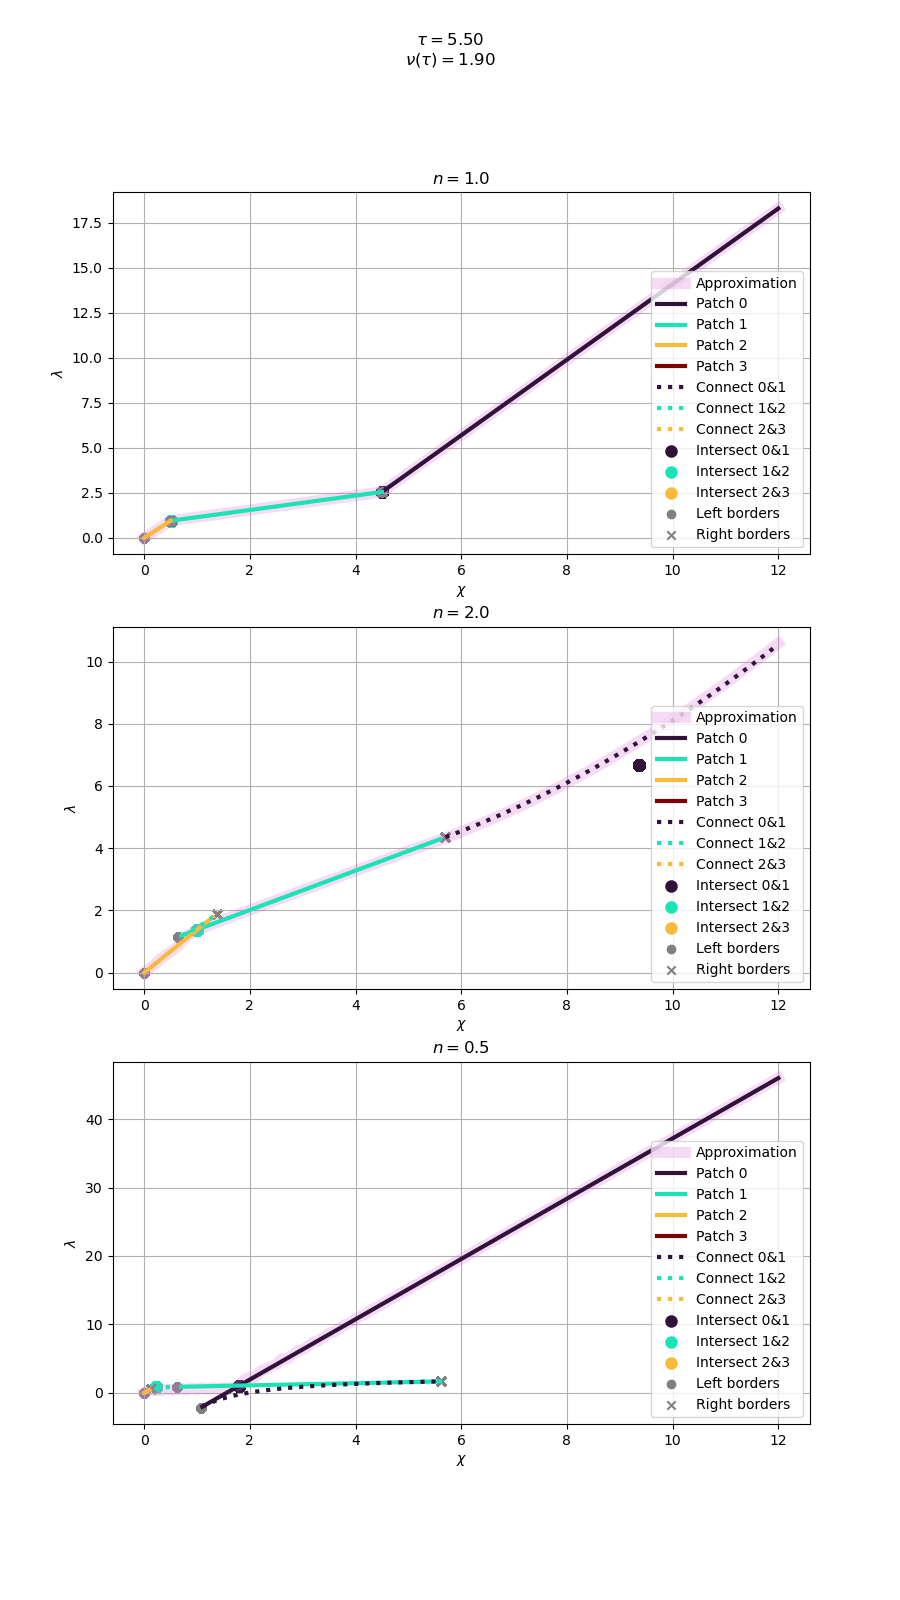 τ = 5.50
ν(τ) = 1.90
n = 1.0
17.5
15.0
12.5
10.0
7.5
5.0
2.5
0.0
λ
0 2 4 6 8 10 12
χ
Approximation
Patch 0
Patch 1
Patch 2
Patch 3
Connect 0&1
Connect 1&2
Connect 2&3
Intersect 0&1
Intersect 1&2
Intersect 2&3
Left borders
Right borders
n = 2.0
10
8
6
4
2
0
λ
0 2 4 6 8 10 12
χ
Approximation
Patch 0
Patch 1
Patch 2
Patch 3
Connect 0&1
Connect 1&2
Connect 2&3
Intersect 0&1
Intersect 1&2
Intersect 2&3
Left borders
Right borders
n = 0.5
40
30
20
10
0
λ
0 2 4 6 8 10 12
χ
Approximation
Patch 0
Patch 1
Patch 2
Patch 3
Connect 0&1
Connect 1&2
Connect 2&3
Intersect 0&1
Intersect 1&2
Intersect 2&3
Left borders
Right borders